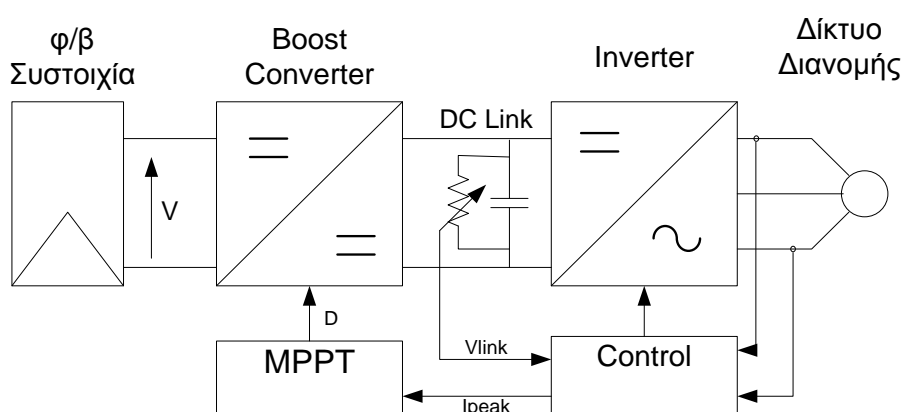 φ/β
Συστοιχία
Boost
Converter
Inverter
Δίκτυο
Διανομής
DC Link
V
D
Vlink
MPPT
Control
Ipeak